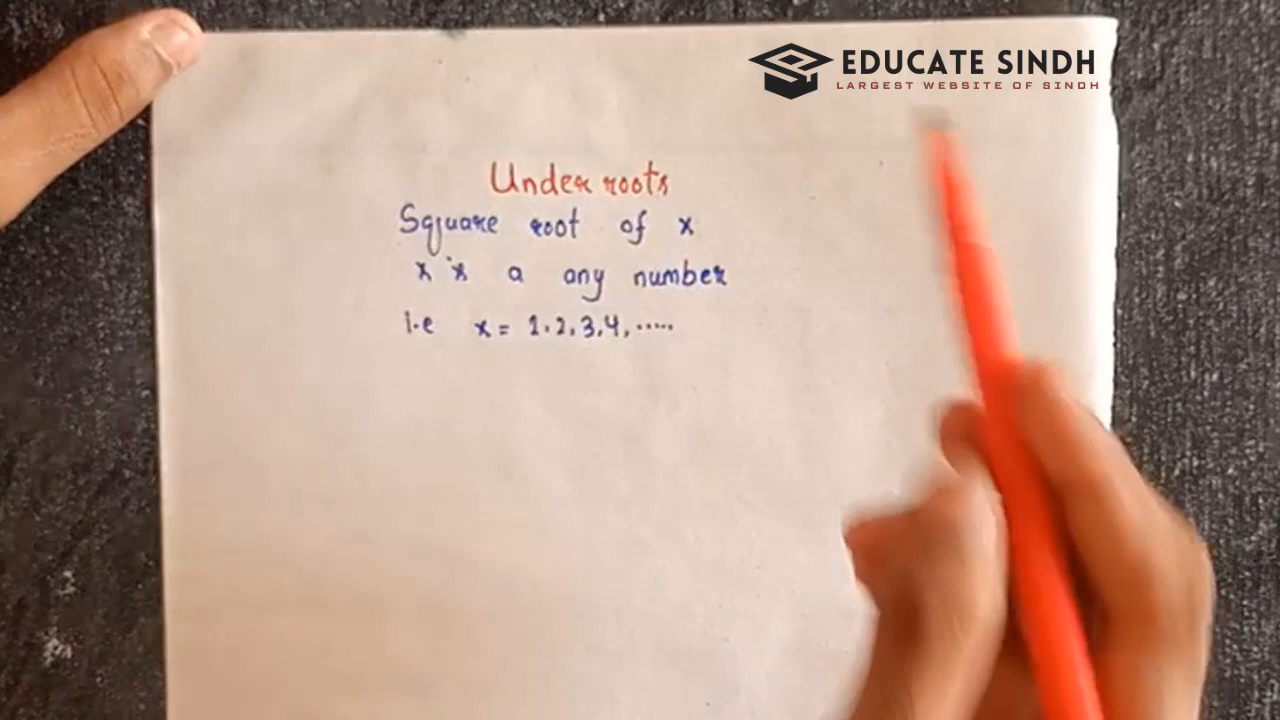 EDUCATE SINDH
LARGEST WEBSITE OF SINDH
Under roots
Square root of x
x is a any number
i.e x = 1,2,3,4, .....